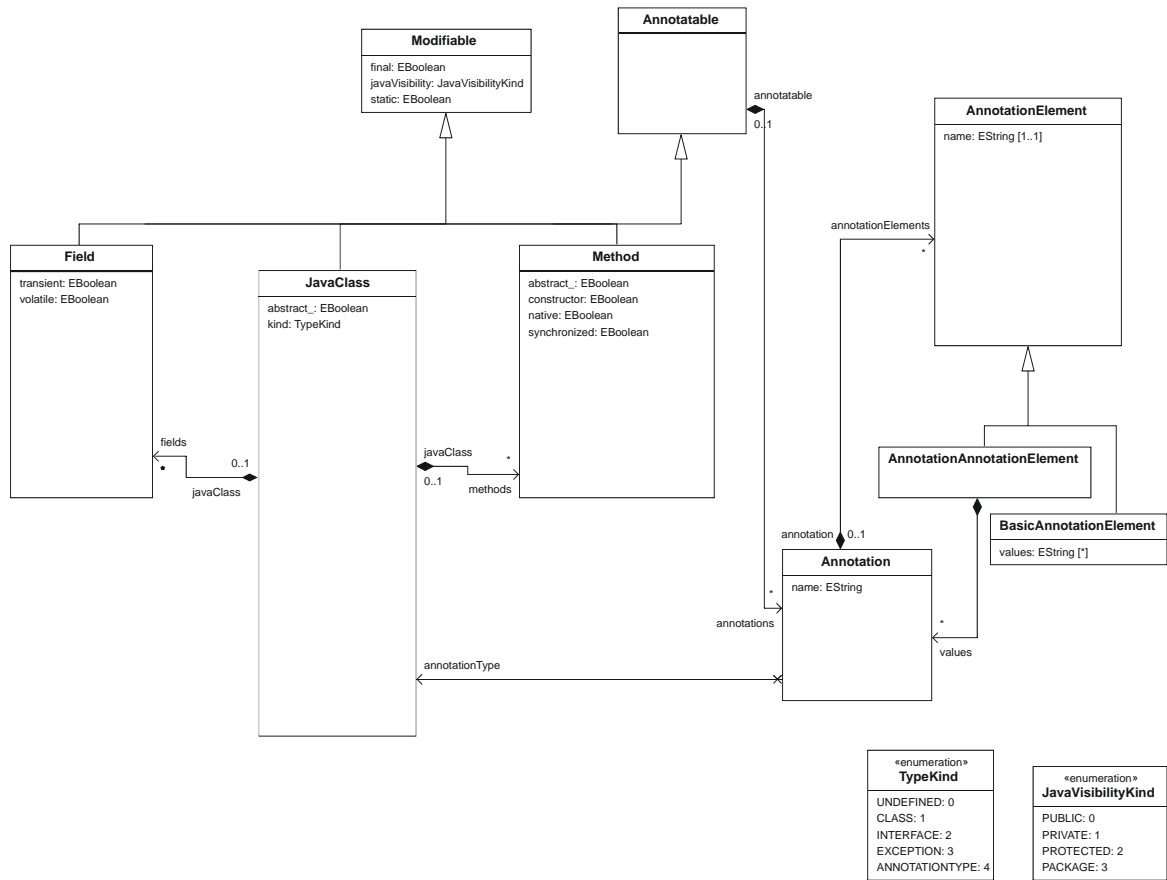 Annotatable
Modifiable
final: EBoolean
javaVisibility: JavaVisibilityKind
static: EBoolean
annotatable
0..1
AnnotationElement
name: EString [1..1]
annotationElements
*
Field
transient: EBoolean
volatile: EBoolean
JavaClass
abstract_: EBoolean
kind: TypeKind
Method
abstract_: EBoolean
constructor: EBoolean
native: EBoolean
synchronized: EBoolean
fields
*
0..1
javaClass
javaClass
0..1
*
methods
AnnotationAnnotationElement
BasicAnnotationElement
values: EString [*]
annotation
0..1
Annotation
name: EString
*
annotations
*
values
annotationType
«enumeration»
TypeKind
UNDEFINED: 0
CLASS: 1
INTERFACE: 2
EXCEPTION: 3
ANNOTATIONTYPE: 4
«enumeration»
JavaVisibilityKind
PUBLIC: 0
PRIVATE: 1
PROTECTED: 2
PACKAGE: 3